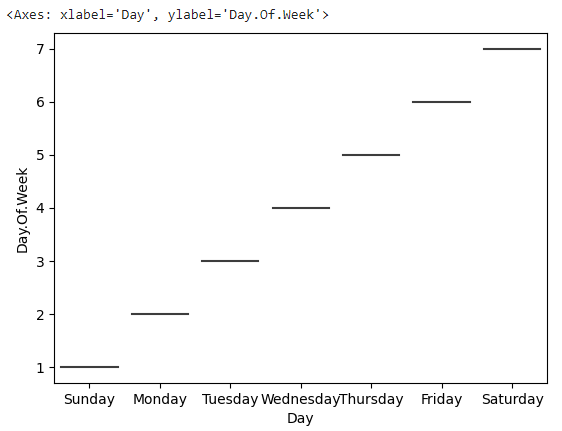 <Axes: xlabel='Day', ylabel='Day.Of.Week'>
7
6
5
4
3
2
1
Day.Of.Week
Sunday Monday Tuesday Wednesday Thursday Friday Saturday
Day